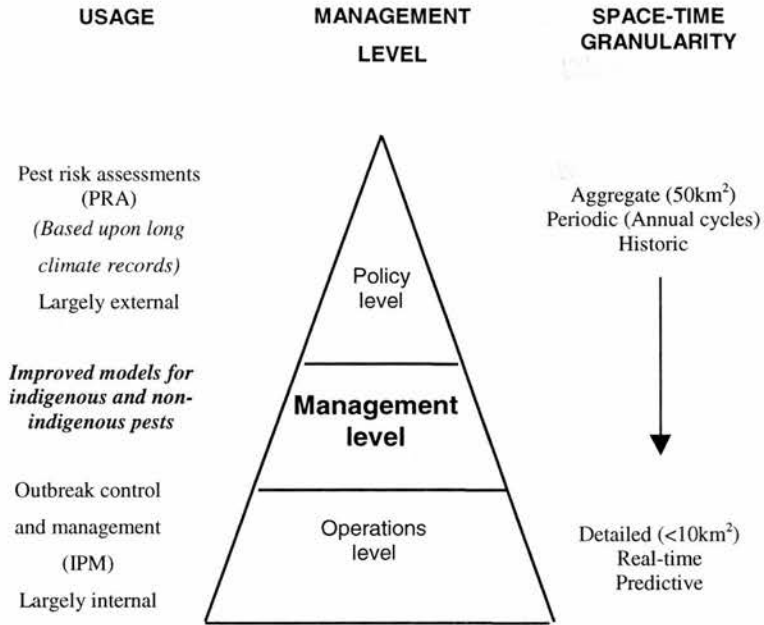 USAGE
MANAGEMENT
LEVEL
SPACE-TIME
GRANULARITY
Pest risk assessments
(PRA)
(Based upon long
climate records)
Largely external
Policy
level
Aggregate (50km²)
Periodic (Annual cycles)
Historic
Improved models for
indigenous and non-
indigenous pests
Management
level
Outbreak control
and management
(IPM)
Largely internal
Operations
level
Detailed (<10km²)
Real-time
Predictive